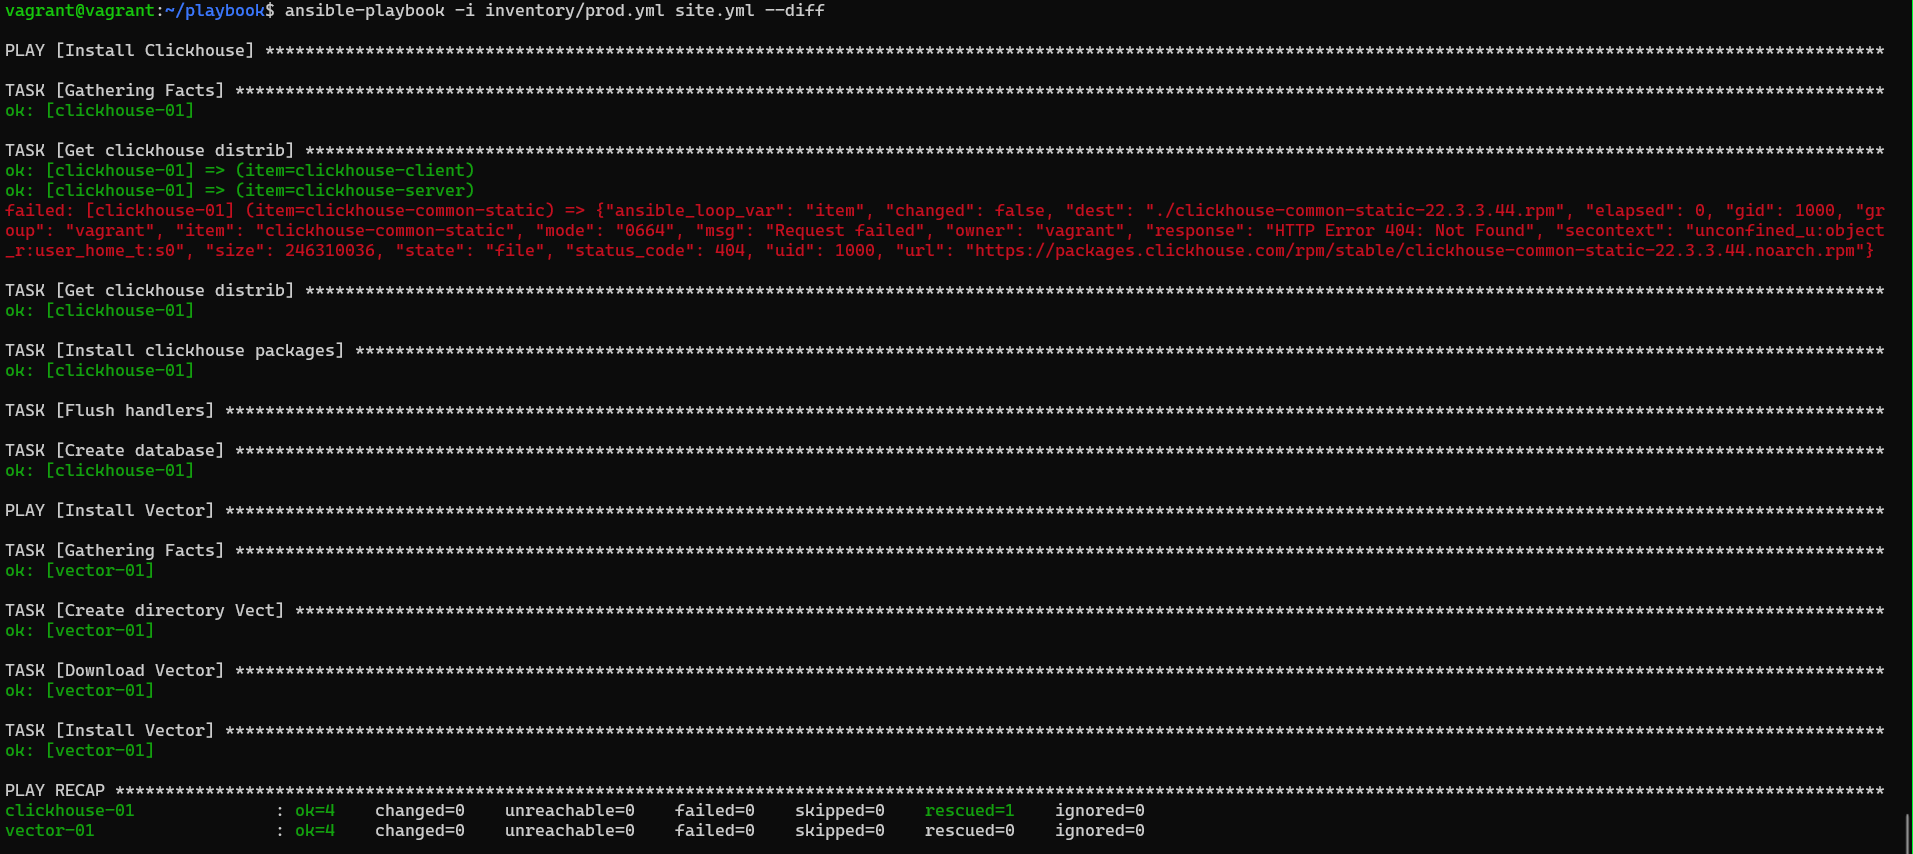 vagrant@vagrant:~/playbook$ ansible-playbook -i inventory/prod.yml site.yml --diff
PLAY [Install Clickhouse] ******************************************************************************************************************************************************************
TASK [Gathering Facts] *********************************************************************************************************************************************************************
ok: [clickhouse-01]
TASK [Get clickhouse distrib] **************************************************************************************************************************************************************
ok: [clickhouse-01] => (item=clickhouse-client)
ok: [clickhouse-01] => (item=clickhouse-server)
failed: [clickhouse-01] (item=clickhouse-common-static) => {"ansible_loop_var": "item", "changed": false, "dest": "./clickhouse-common-static-22.3.3.44.rpm", "elapsed": 0, "gid": 1000, "gr
oup": "vagrant", "item": "clickhouse-common-static", "mode": "0664", "msg": "Request failed", "owner": "vagrant", "response": "HTTP Error 404: Not Found", "secontext": "unconfined_u:object
_r:user_home_t:s0", "size": 246310036, "state": "file", "status_code": 404, "uid": 1000, "url": "https://packages.clickhouse.com/rpm/stable/clickhouse-common-static-22.3.3.44.noarch.rpm"}
TASK [Get clickhouse distrib] **************************************************************************************************************************************************************
ok: [clickhouse-01]
TASK [Install clickhouse packages] *********************************************************************************************************************************************************
ok: [clickhouse-01]
TASK [Flush handlers] **********************************************************************************************************************************************************************
TASK [Create database] *********************************************************************************************************************************************************************
ok: [clickhouse-01]
PLAY [Install Vector] **********************************************************************************************************************************************************************
TASK [Gathering Facts] *********************************************************************************************************************************************************************
ok: [vector-01]
TASK [Create directory Vect] ***************************************************************************************************************************************************************
ok: [vector-01]
TASK [Download Vector] *********************************************************************************************************************************************************************
ok: [vector-01]
TASK [Install Vector] **********************************************************************************************************************************************************************
ok: [vector-01]
PLAY RECAP *********************************************************************************************************************************************************************************
clickhouse-01              : ok=4    changed=0    unreachable=0    failed=0    skipped=0    rescued=1    ignored=0
vector-01                  : ok=4    changed=0    unreachable=0    failed=0    skipped=0    rescued=0    ignored=0